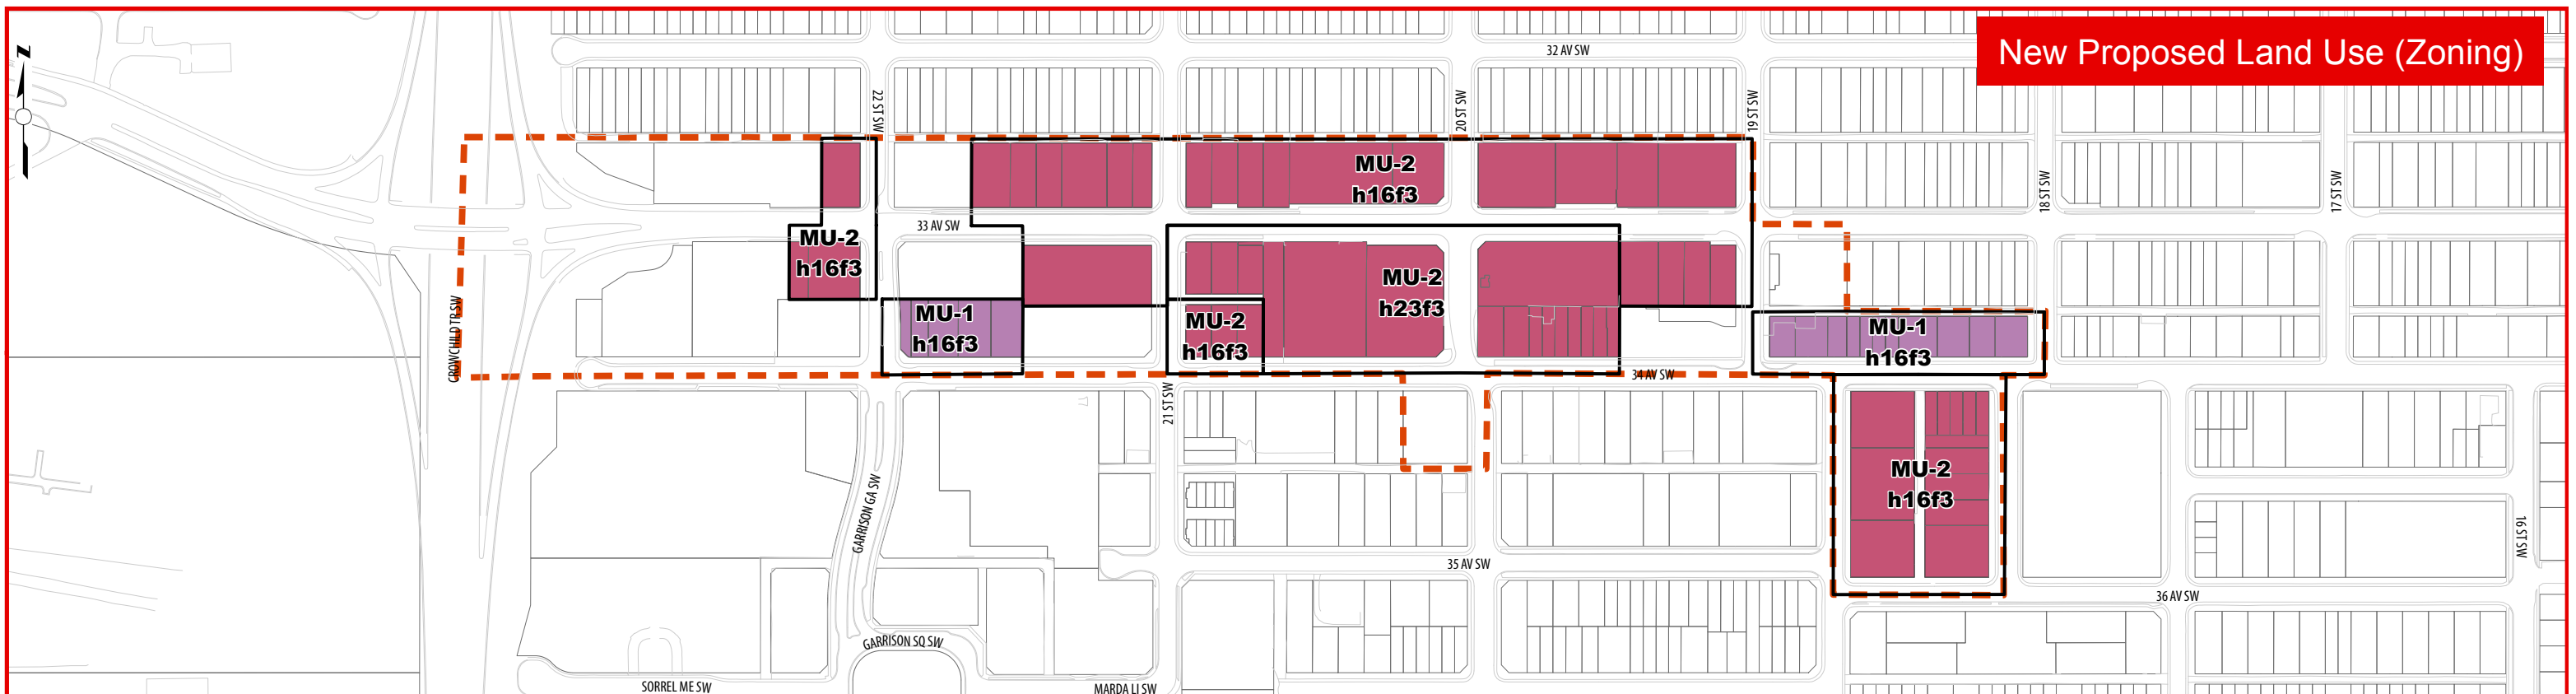 New Proposed Land Use (Zoning)
N
32 AV SW
22 ST SW
20 ST SW
19 ST SW
18 ST SW
17 ST SW
MU-2
h16f3
33 AV SW
MU-2
h16f3
MU-2
h23f3
MU-1
h16f3
MU-2
h16f3
MU-1
h16f3
CROWCHILD TR SW
34 AV SW
21 ST SW
MU-2
h16f3
GARRISON GA SW
16 ST SW
35 AV SW
36 AV SW
GARRISON SQ SW
SORREL ME SW
MARDA LI SW